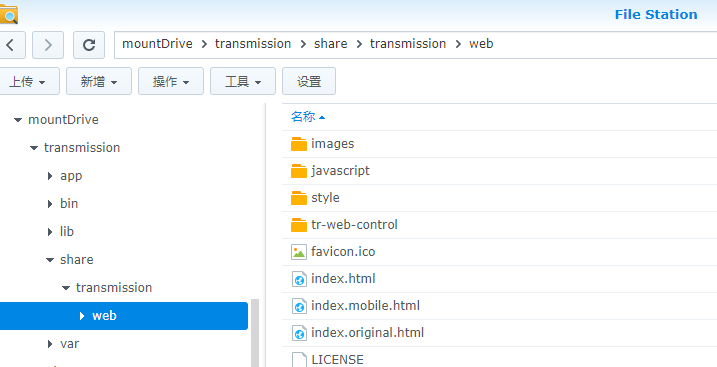 File Station
mountDrive > transmission > share > transmission > web
上传 新增 操作 工具 设置
mountDrive
transmission
app
bin
lib
share
transmission
web
var
名称
images
javascript
style
tr-web-control
favicon.ico
index.html
index.mobile.html
index.original.html
LICENSE